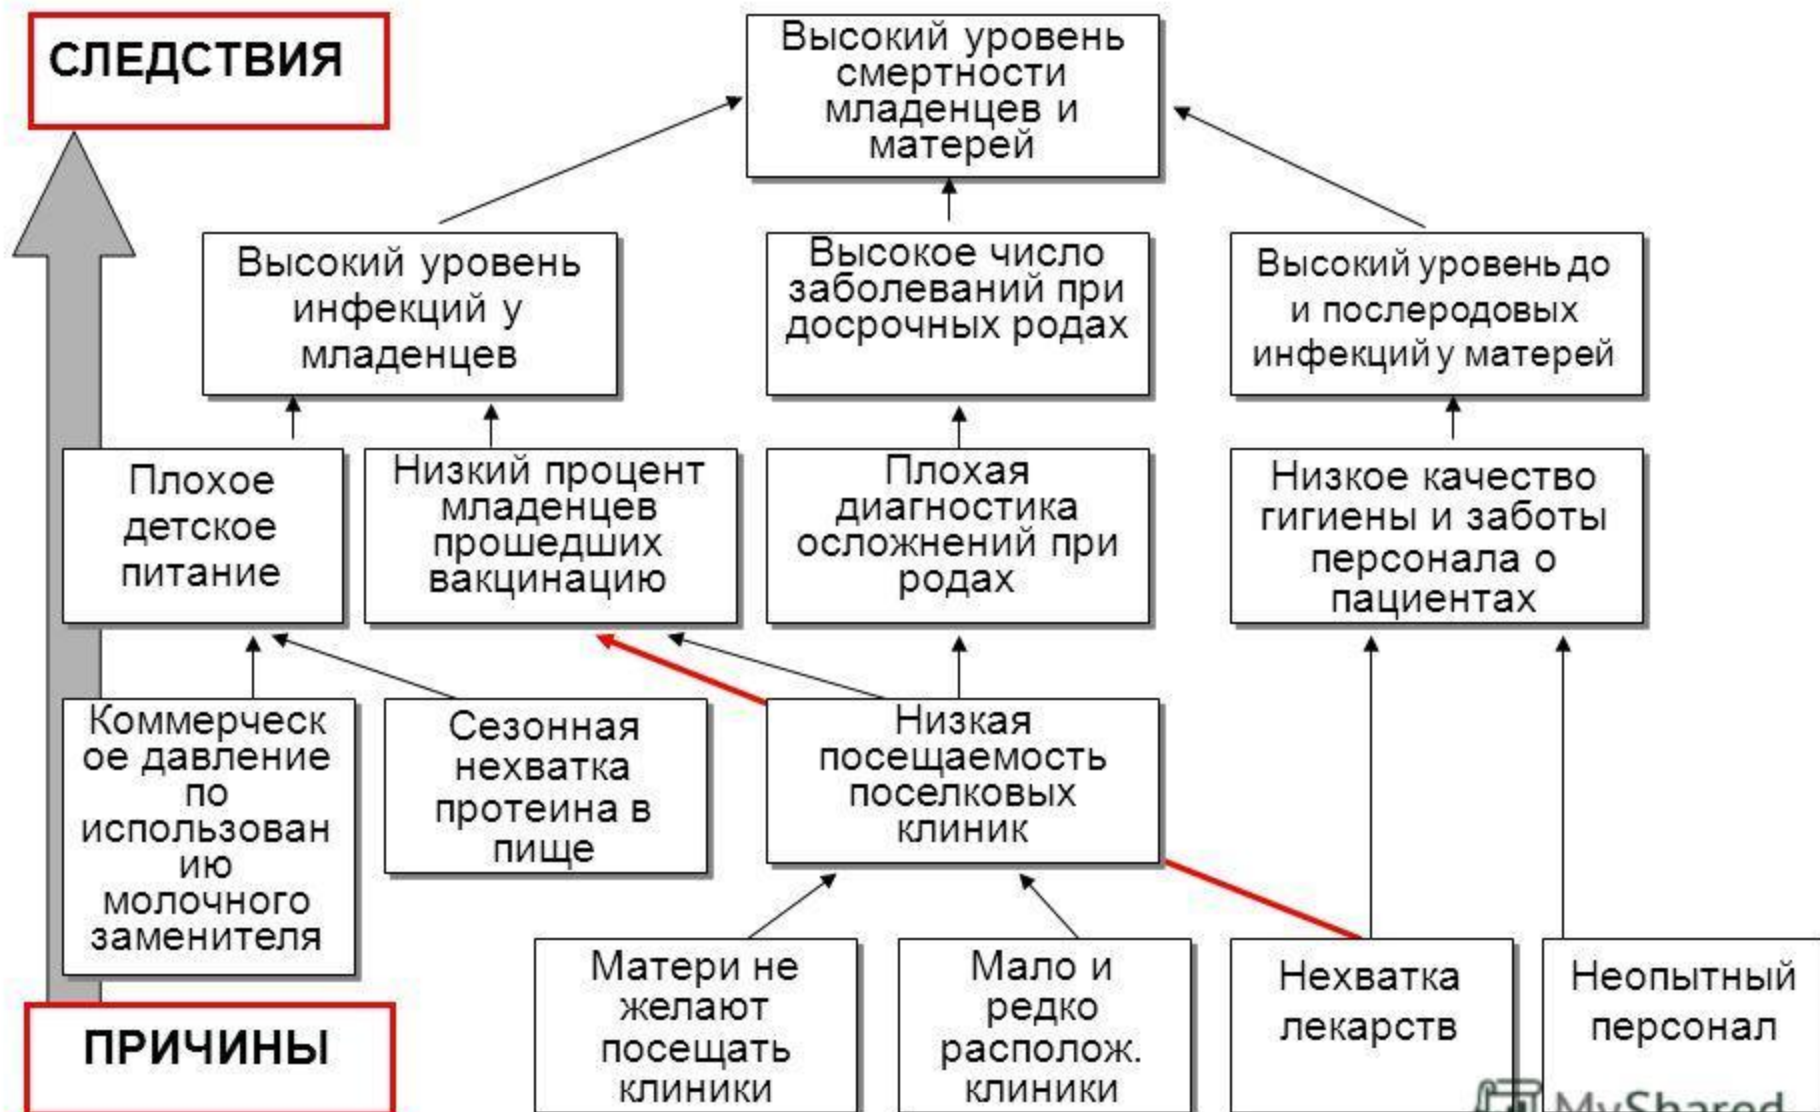 СЛЕДСТВИЯ
Высокий уровень
смертности
младенцев и
матерей
Высокий уровень
инфекций у
младенцев
Высокое число
заболеваний при
досрочных родах
Высокий уровень до
и послеродовых
инфекций у матерей
Плохое
детское
питание
Низкий процент
младенцев
прошедших
вакцинацию
Плохая
диагностика
осложнений при
родах
Низкое качество
гигиены и заботы
персонала о
пациентах
Коммерческ
ое давление
по
использован
ию
молочного
заменителя
Сезонная
нехватка
протеина в
пище
Низкая
посещаемость
поселковых
клиник
ПРИЧИНЫ
Матери не
желают
посещать
клиники
Мало и
редко
располож.
клиники
Нехватка
лекарств
Неопытный
персонал
MyShared